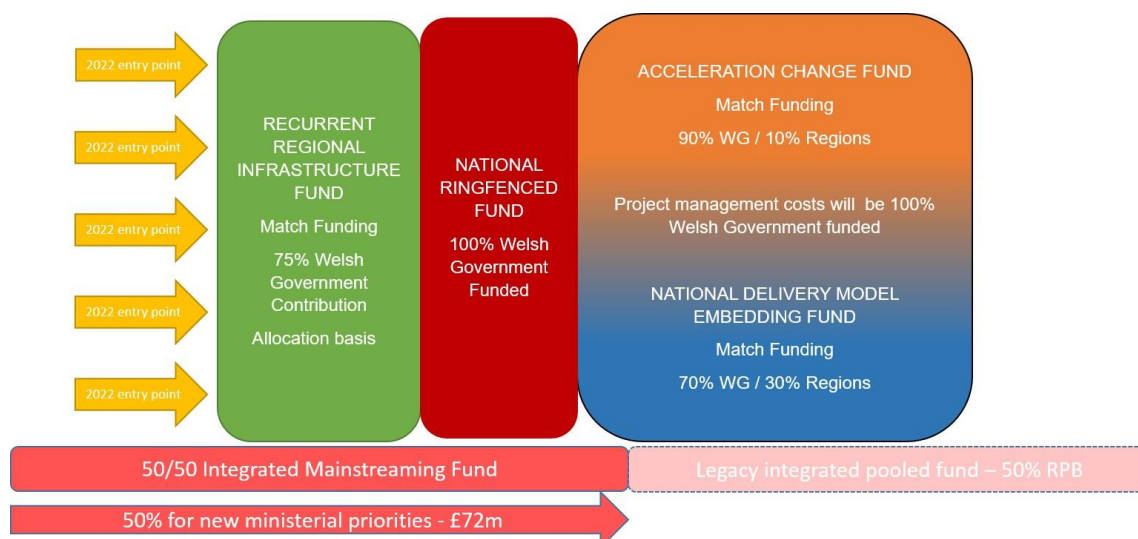 2022 entry point
2022 entry point
2022 entry point
2022 entry point
2022 entry point
RECURRENT
REGIONAL
INFRASTRUCTURE
FUND
Match Funding
75% Welsh
Government
Contribution
Allocation basis
NATIONAL
RINGFENCED
FUND
100% Welsh
Government
Funded
ACCELERATION CHANGE FUND
Match Funding
90% WG / 10% Regions
Project management costs will be 100%
Welsh Government funded
NATIONAL DELIVERY MODEL
EMBEDDING FUND
Match Funding
70% WG / 30% Regions
50/50 Integrated Mainstreaming Fund
Legacy integrated pooled fund – 50% RPB
50% for new ministerial priorities - £72m